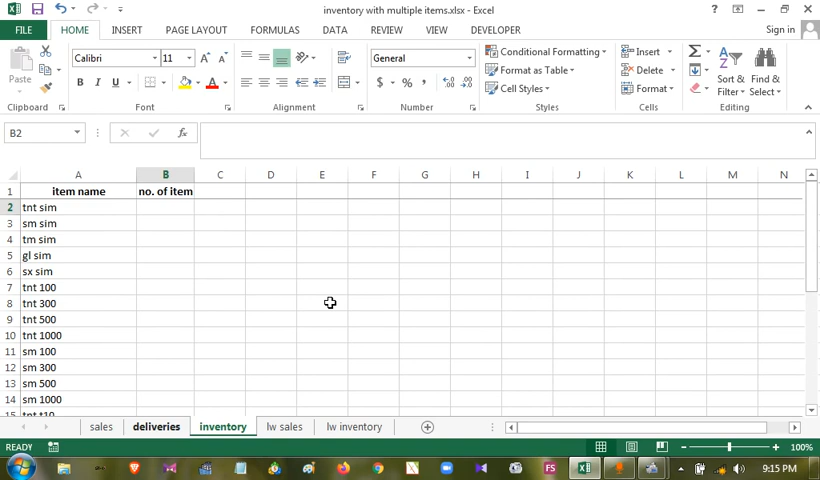 inventory with multiple items.xlsx - Excel
FILE HOME INSERT PAGE LAYOUT FORMULAS DATA REVIEW VIEW DEVELOPER Sign in
Paste
Calibri 11
B I U
General
$ % ,
Conditional Formatting
Format as Table
Cell Styles
Insert
Delete
Format
Sort & Filter
Find & Select
Clipboard Font Alignment Number Styles Cells Editing
B2 fx
A B C D E F G H I J K L M N
1 item name no. of item
2 tnt sim
3 sm sim
4 tm sim
5 gl sim
6 sx sim
7 tnt 100
8 tnt 300
9 tnt 500
10 tnt 1000
11 sm 100
12 sm 300
13 sm 500
14 sm 1000
15 tnt t10
sales deliveries inventory lw sales lw inventory
READY 100%
FS 9:15 PM